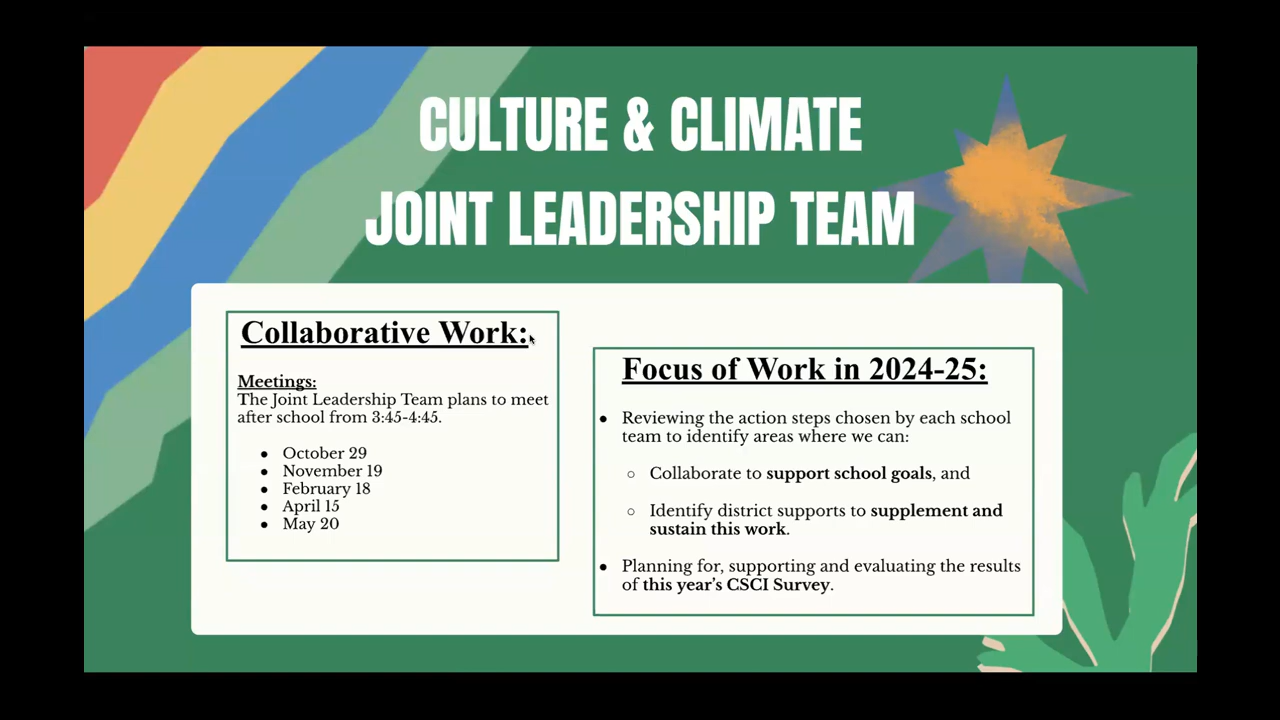 CULTURE & CLIMATE
JOINT LEADERSHIP TEAM
Collaborative Work:
Meetings:
The Joint Leadership Team plans to meet
after school from 3:45-4:45.
● October 29
● November 19
● February 18
● April 15
● May 20
Focus of Work in 2024-25:
● Reviewing the action steps chosen by each school
team to identify areas where we can:
○ Collaborate to support school goals, and
○ Identify district supports to supplement and
sustain this work.
● Planning for, supporting and evaluating the results
of this year’s CSCI Survey.